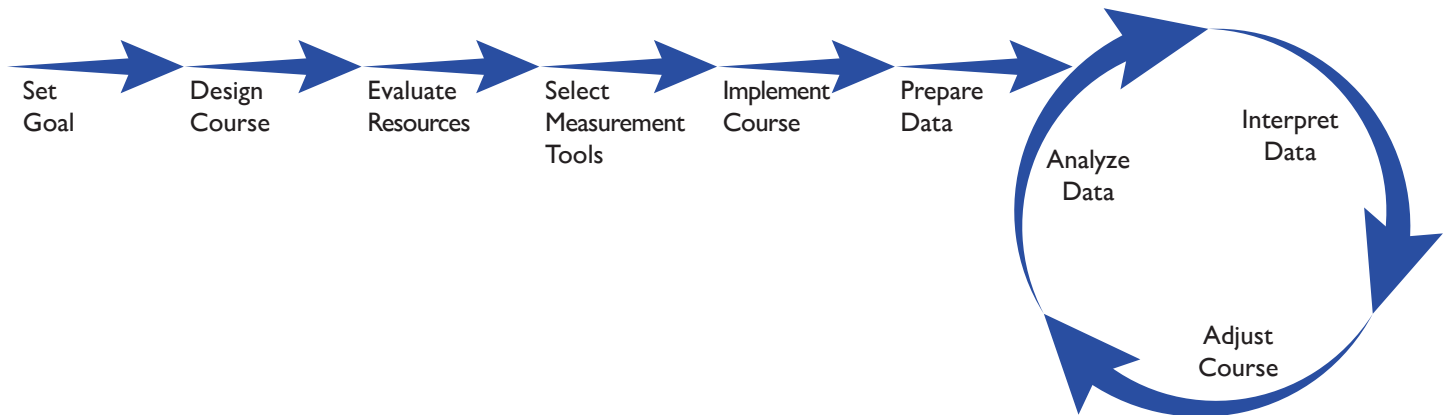 Set
Goal
Design
Course
Evaluate
Resources
Select
Measurement
Tools
Implement
Course
Prepare
Data
Analyze
Data
Interpret
Data
Adjust
Course